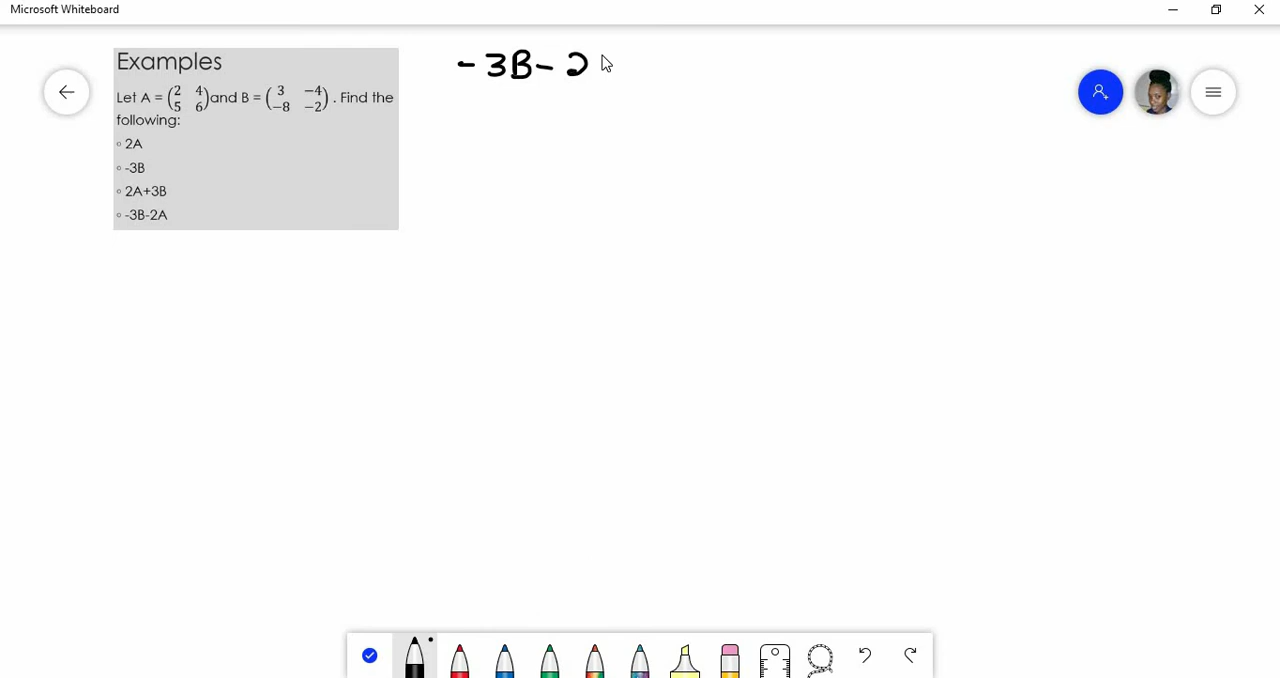 Microsoft Whiteboard
Examples
Let A = (2 4
5 6) and B = (3 −4
−8 −2) . Find the
following:
◦ 2A
◦ -3B
◦ 2A+3B
◦ -3B-2A
- 3B - 2